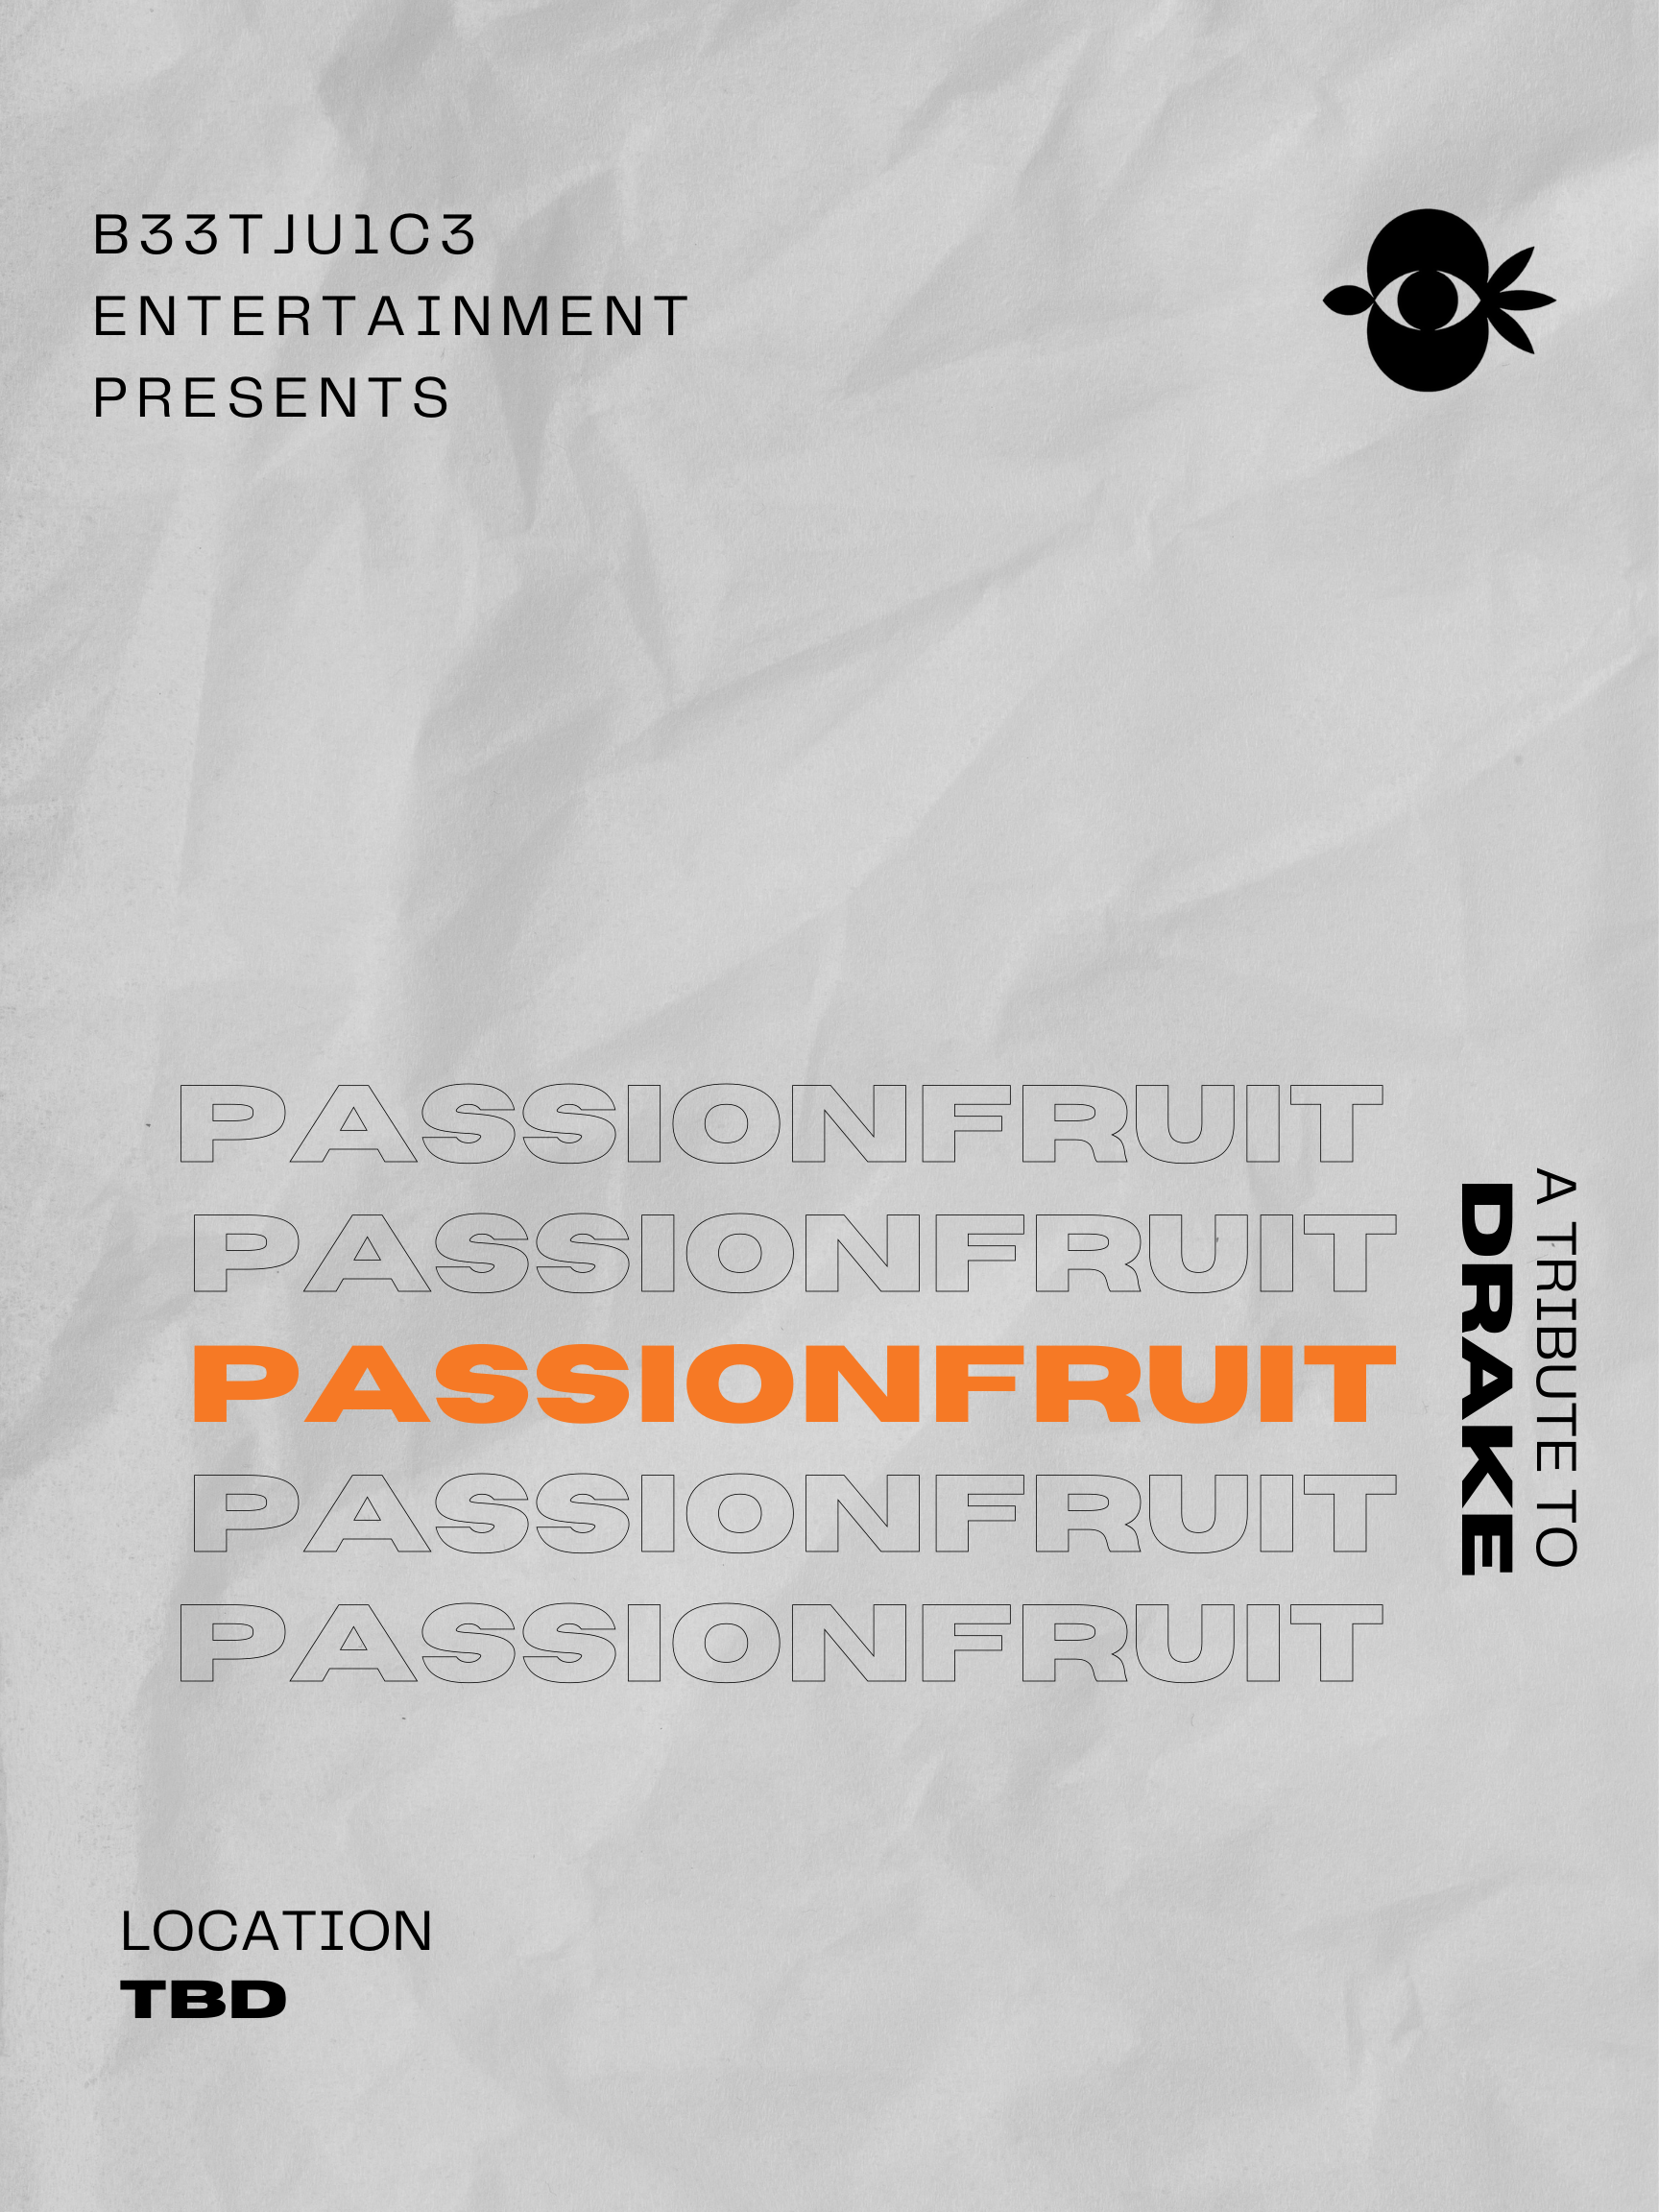 B33TJU1C3
ENTERTAINMENT
PRESENTS
PASSIONFRUIT
PASSIONFRUIT
PASSIONFRUIT
PASSIONFRUIT
PASSIONFRUIT
A TRIBUTE TO
DRAKE
LOCATION
TBD